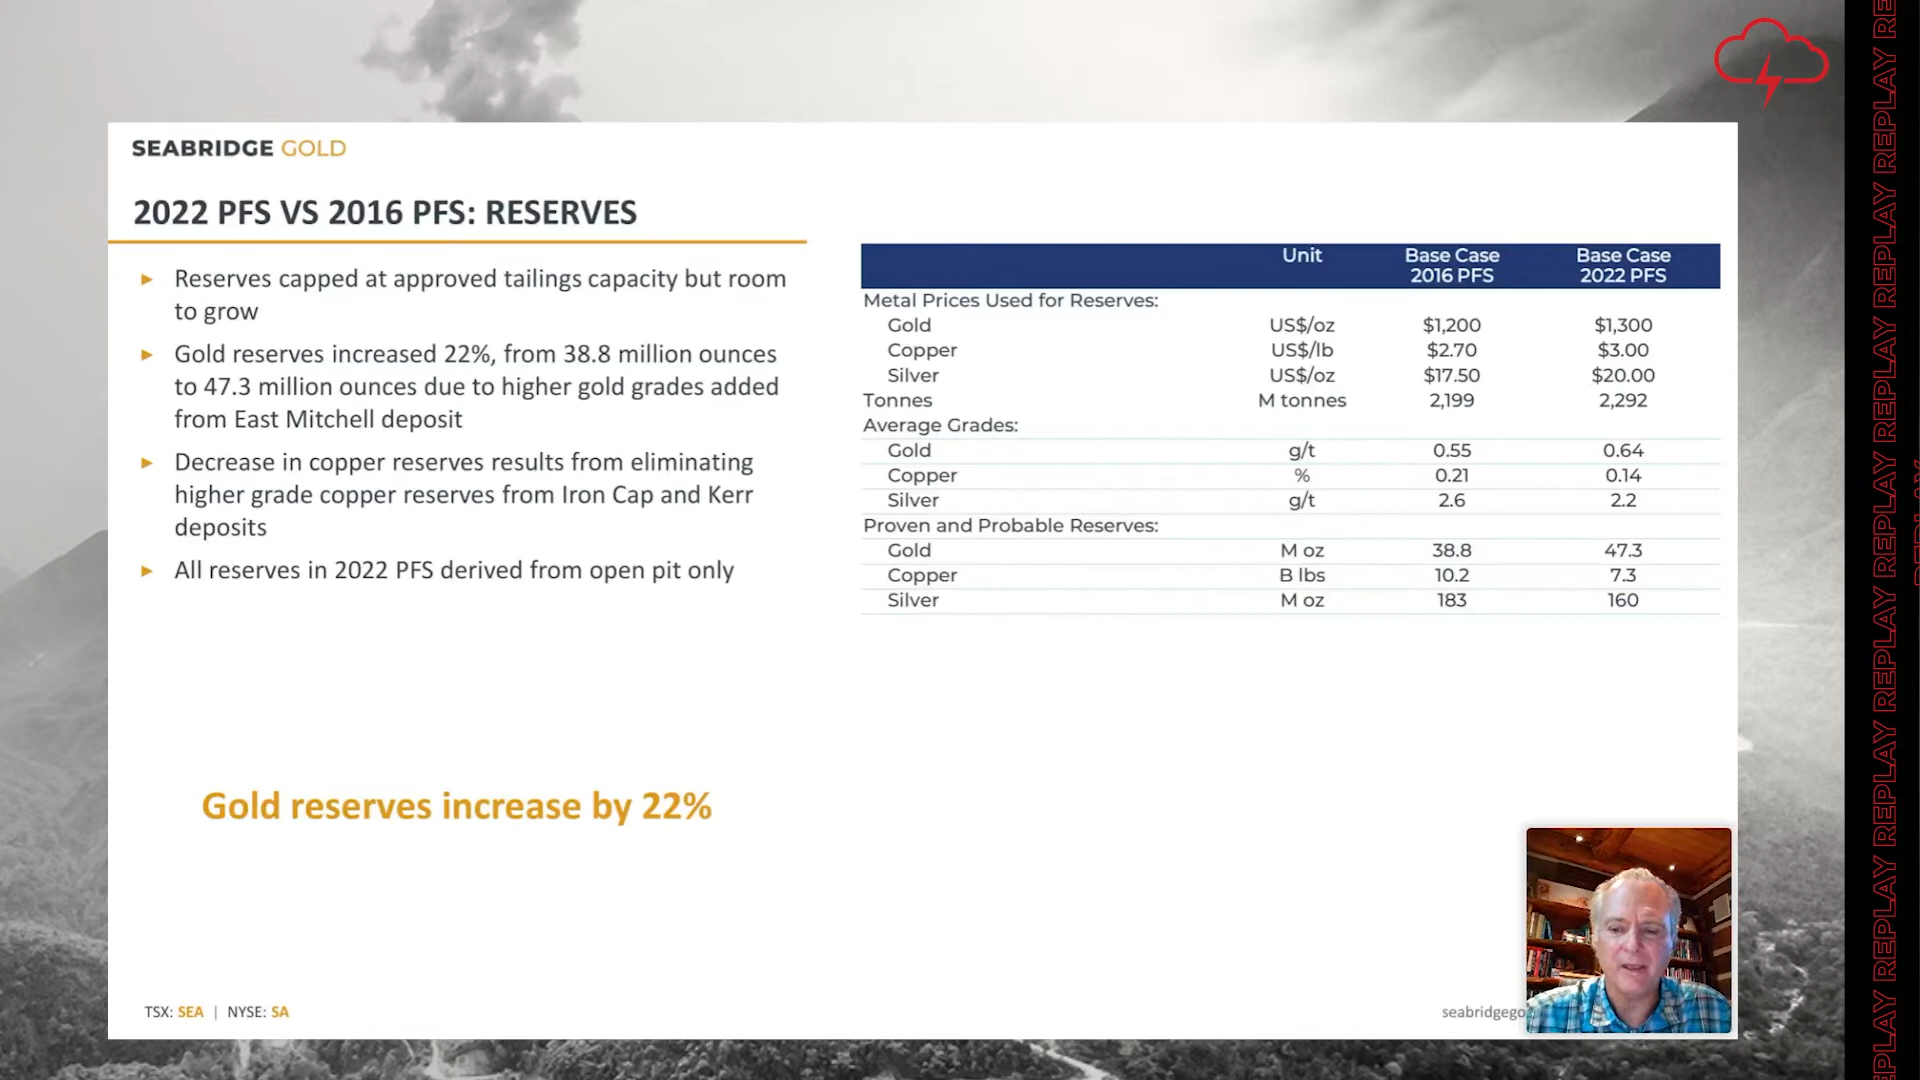 SEABRIDGE GOLD
2022 PFS VS 2016 PFS: RESERVES
Reserves capped at approved tailings capacity but room
to grow
Gold reserves increased 22%, from 38.8 million ounces
to 47.3 million ounces due to higher gold grades added
from East Mitchell deposit
Decrease in copper reserves results from eliminating
higher grade copper reserves from Iron Cap and Kerr
deposits
All reserves in 2022 PFS derived from open pit only
Gold reserves increase by 22%
Unit Base Case 2016 PFS Base Case 2022 PFS
Metal Prices Used for Reserves:
Gold US$/oz $1,200 $1,300
Copper US$/lb $2.70 $3.00
Silver US$/oz $17.50 $20.00
Tonnes M tonnes 2,199 2,292
Average Grades:
Gold g/t 0.55 0.64
Copper % 0.21 0.14
Silver g/t 2.6 2.2
Proven and Probable Reserves:
Gold M oz 38.8 47.3
Copper B lbs 10.2 7.3
Silver M oz 183 160
TSX: SEA | NYSE: SA
seabridgego
REPLAY REPLAY REPLAY REPLAY REPLAY REPLAY REPLAY